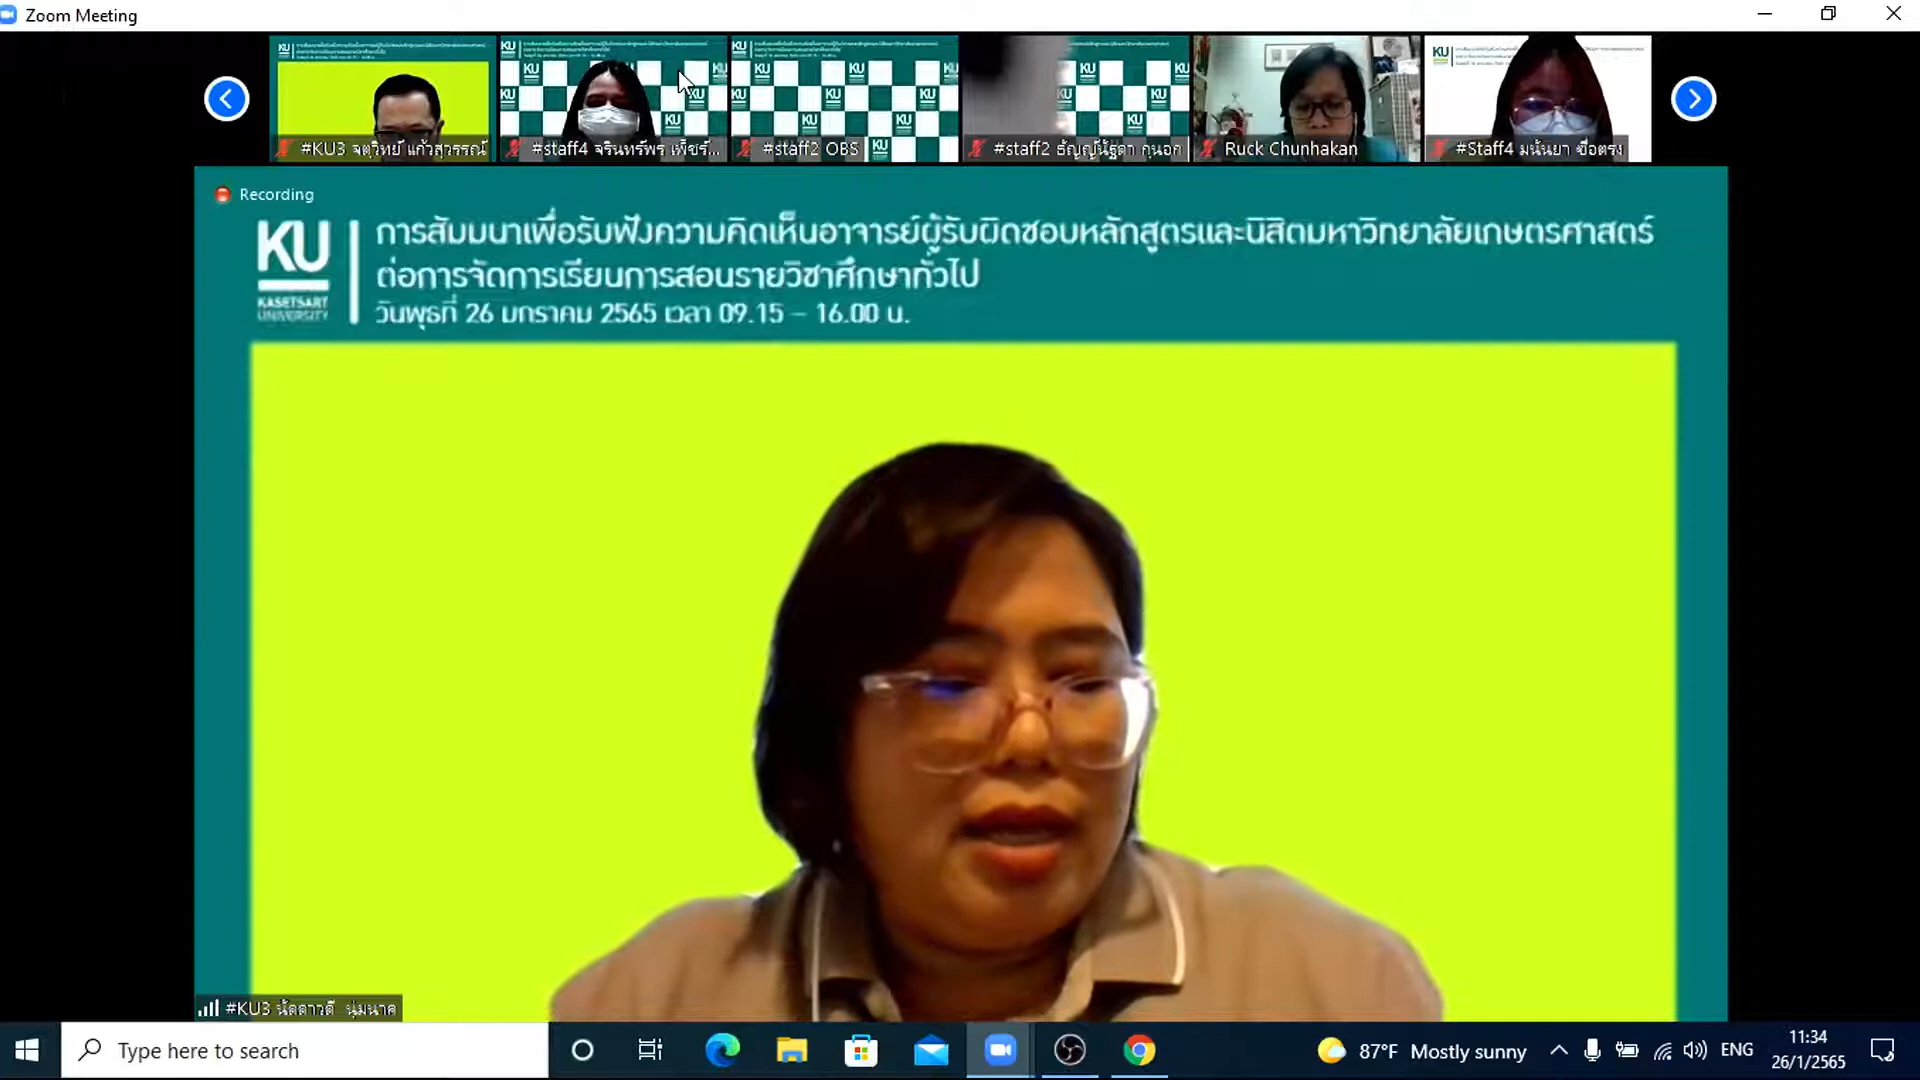 Zoom Meeting
#KU3 จตุวิทย์ แก้วสุวรรณ์
#staff4 จรินทร์พร เพ็ชร์...
#staff2 OBS
#staff2 ธัญญ์นัฐตา กุนอก
Ruck Chunhakan
#Staff4 มนันยา ซื่อตรง
Recording
KU
KASETSART
UNIVERSITY
การสัมมนาเพื่อรับฟังความคิดเห็นอาจารย์ผู้รับผิดชอบหลักสูตรและนิสิตมหาวิทยาลัยเกษตรศาสตร์
ต่อการจัดการเรียนการสอนรายวิชาศึกษาทั่วไป
วันพุธที่ 26 มกราคม 2565 เวลา 09.15 – 16.00 น.
#KU3 นัดดาวดี นุ่มนาค
Type here to search
87°F Mostly sunny
ENG
11:34
26/1/2565